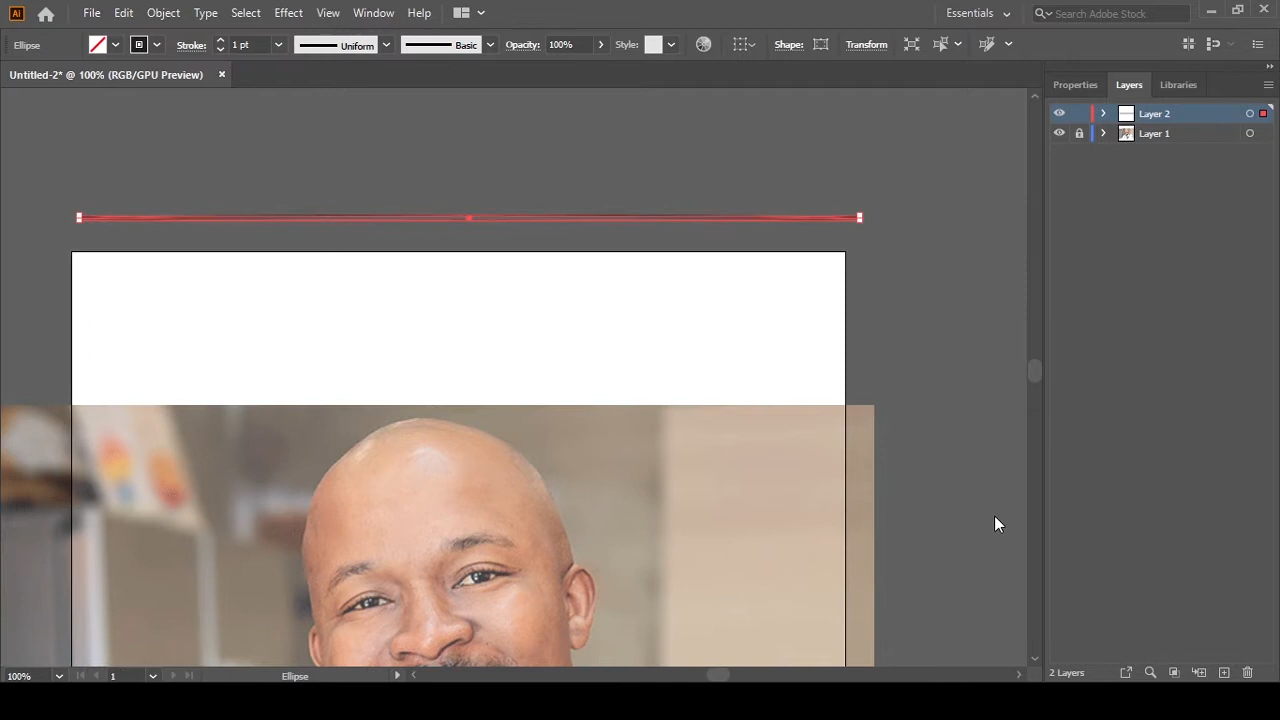 Ai File Edit Object Type Select Effect View Window Help Essentials Search Adobe Stock
Ellipse Stroke: 1 pt Uniform Basic Opacity: 100% Style: Shape: Transform
Untitled-2* @ 100% (RGB/GPU Preview) ×
Properties Layers Libraries
Layer 2
Layer 1
100% 1 Ellipse 2 Layers